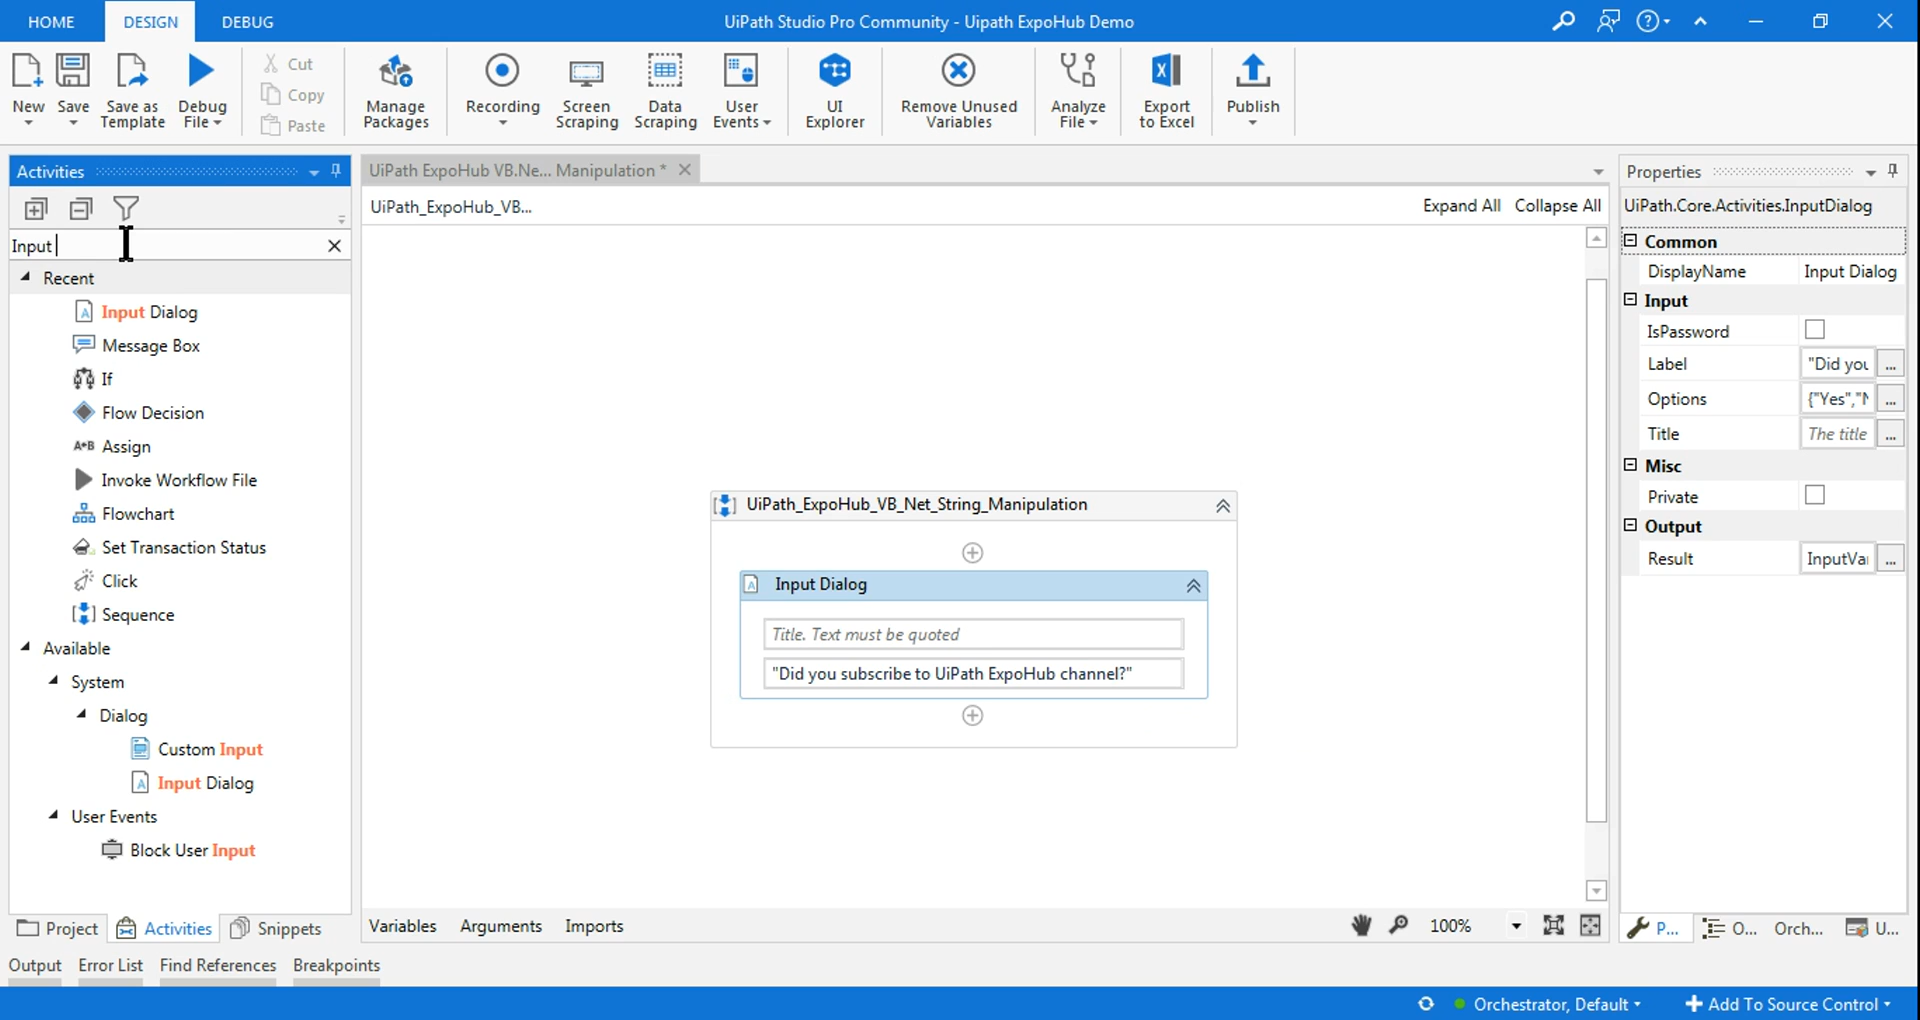 HOME DESIGN DEBUG
UiPath Studio Pro Community - Uipath ExpoHub Demo
New
Save
Save as
Template
Debug
File
Cut
Copy
Paste
Manage
Packages
Recording
Screen
Scraping
Data
Scraping
User
Events
UI
Explorer
Remove Unused
Variables
Analyze
File
Export
to Excel
Publish
Activities
Input
Recent
Input Dialog
Message Box
If
Flow Decision
A+B Assign
Invoke Workflow File
Flowchart
Set Transaction Status
Click
Sequence
Available
System
Dialog
Custom Input
Input Dialog
User Events
Block User Input
Project Activities Snippets
UiPath ExpoHub VB.Ne... Manipulation *
UiPath_ExpoHub_VB...
Expand All Collapse All
UiPath_ExpoHub_VB_Net_String_Manipulation
Input Dialog
Title. Text must be quoted
"Did you subscribe to UiPath ExpoHub channel?"
Variables Arguments Imports
100%
Properties
UiPath.Core.Activities.InputDialog
Common
DisplayName Input Dialog
Input
IsPassword
Label "Did you ...
Options {"Yes","N ...
Title The title ...
Misc
Private
Output
Result InputVa ...
P... O... Orch... U...
Output Error List Find References Breakpoints
Orchestrator, Default
Add To Source Control